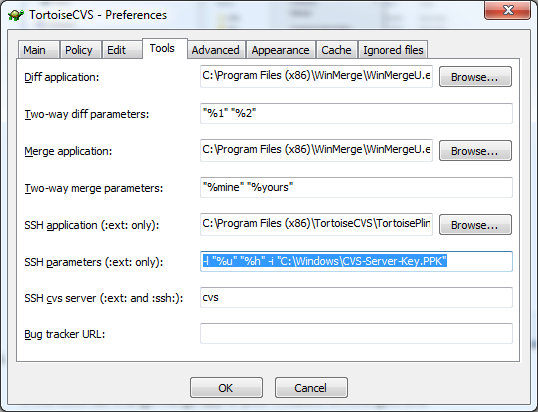 TortoiseCVS - Preferences
Main Policy Edit Tools Advanced Appearance Cache Ignored files
Diff application: C:\Program Files (x86)\WinMerge\WinMergeU.e Browse...
Two-way diff parameters: "%1" "%2"
Merge application: C:\Program Files (x86)\WinMerge\WinMergeU.e Browse...
Two-way merge parameters: "%mine" "%yours"
SSH application (:ext: only): C:\Program Files (x86)\TortoiseCVS\TortoisePlin Browse...
SSH parameters (:ext: only): -l "%u" "%h" -i "C:\Windows\CVS-Server-Key.PPK"
SSH cvs server (:ext: and :ssh:): cvs
Bug tracker URL:
OK Cancel